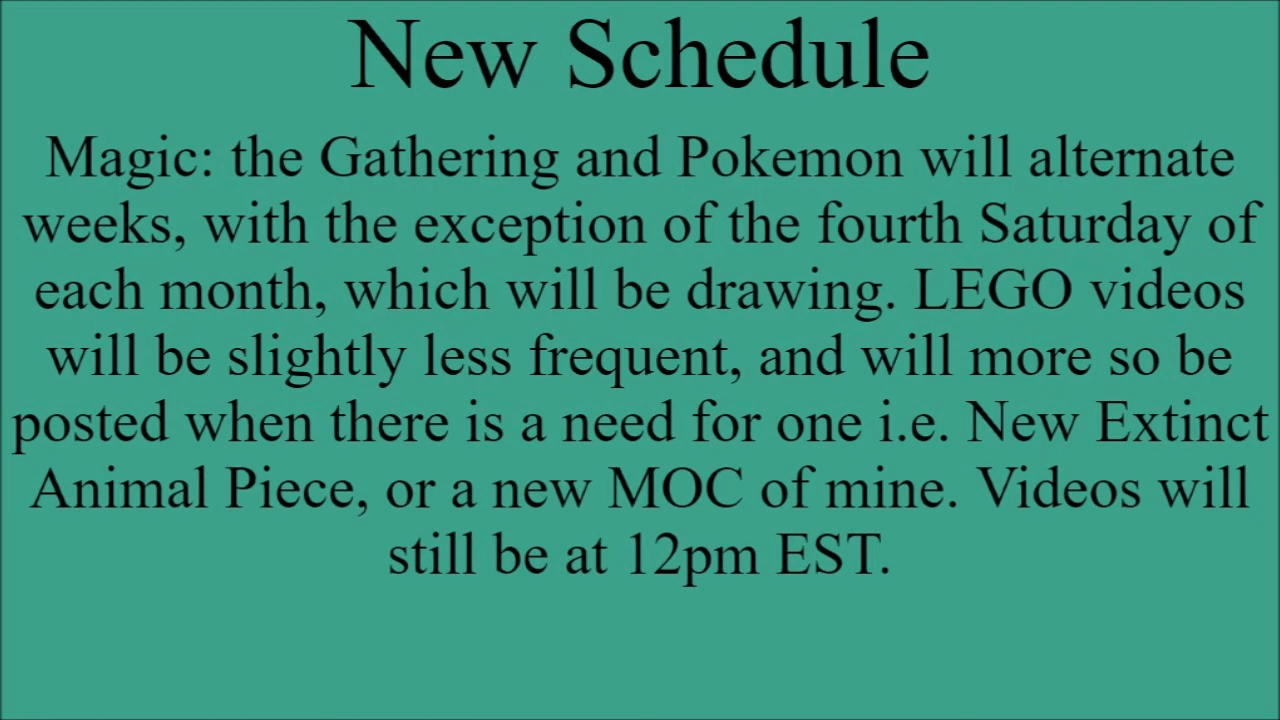 New Schedule
Magic: the Gathering and Pokemon will alternate
weeks, with the exception of the fourth Saturday of
each month, which will be drawing. LEGO videos
will be slightly less frequent, and will more so be
posted when there is a need for one i.e. New Extinct
Animal Piece, or a new MOC of mine. Videos will
still be at 12pm EST.